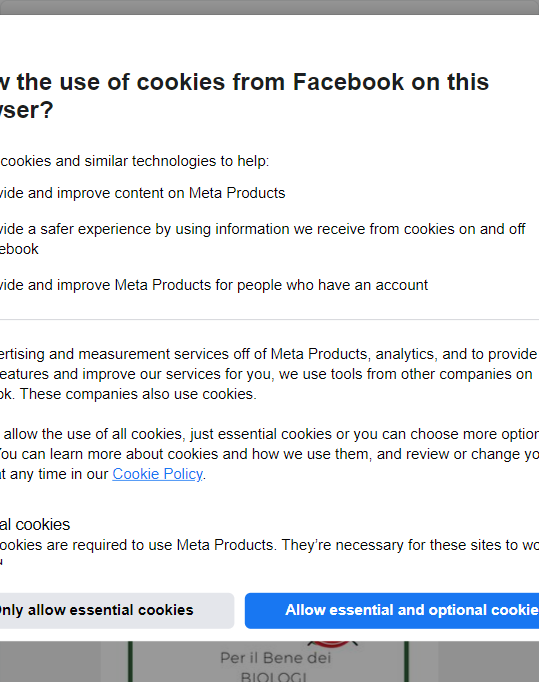 w the use of cookies from Facebook on this
wser?
cookies and similar technologies to help:
vide and improve content on Meta Products
vide a safer experience by using information we receive from cookies on and off
ebook
vide and improve Meta Products for people who have an account
ertising and measurement services off of Meta Products, analytics, and to provide
features and improve our services for you, we use tools from other companies on
ok. These companies also use cookies.
allow the use of all cookies, just essential cookies or you can choose more option
You can learn more about cookies and how we use them, and review or change yo
at any time in our Cookie Policy.
al cookies
ookies are required to use Meta Products. They’re necessary for these sites to wo
Only allow essential cookies
Allow essential and optional cookie
Per il Bene dei
BIOLOGI